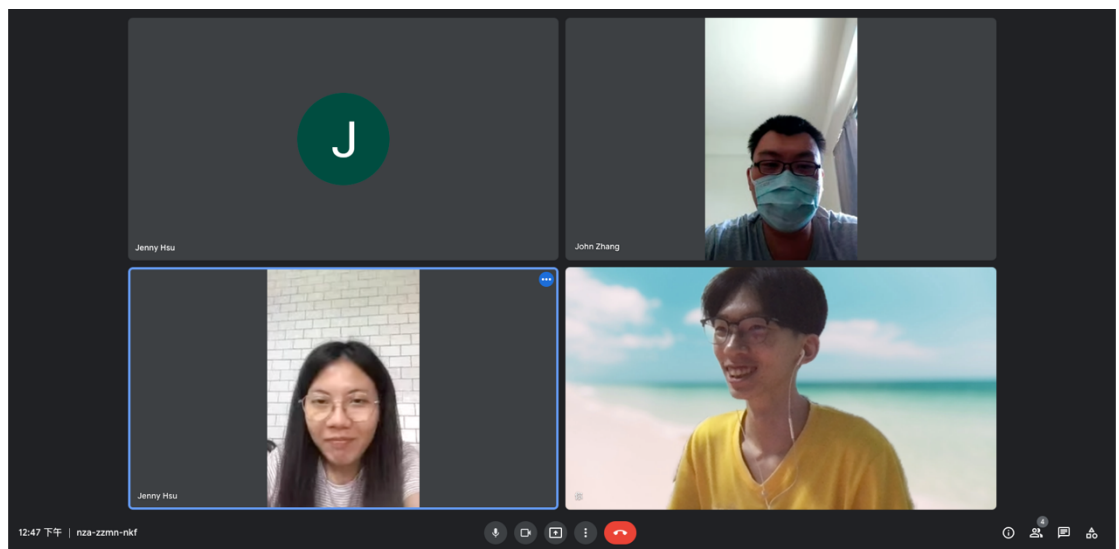 J
Jenny Hsu
John Zhang
Jenny Hsu
12:47 下午 | nza-zzmn-nkf
4